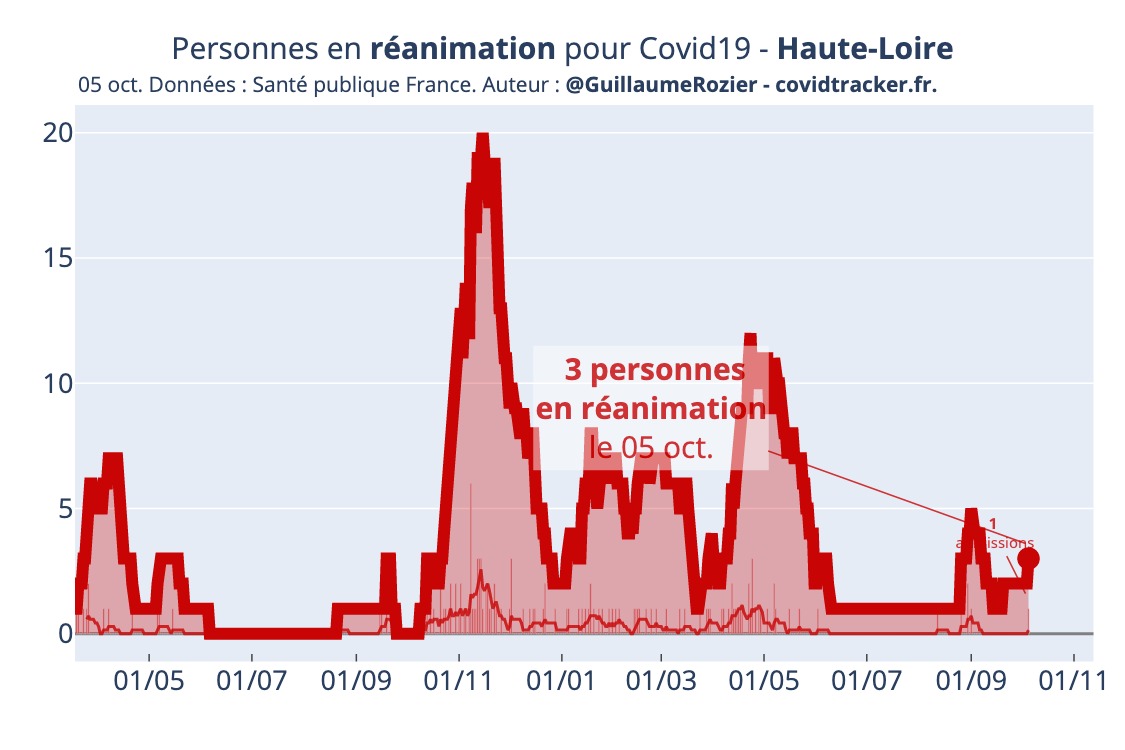 Personnes en réanimation pour Covid19 - Haute-Loire
05 oct. Données : Santé publique France. Auteur : @GuillaumeRozier - covidtracker.fr.
20
15
10
5
0
3 personnes
en réanimation
le 05 oct.
1
admissions
01/05 01/07 01/09 01/11 01/01 01/03 01/05 01/07 01/09 01/11